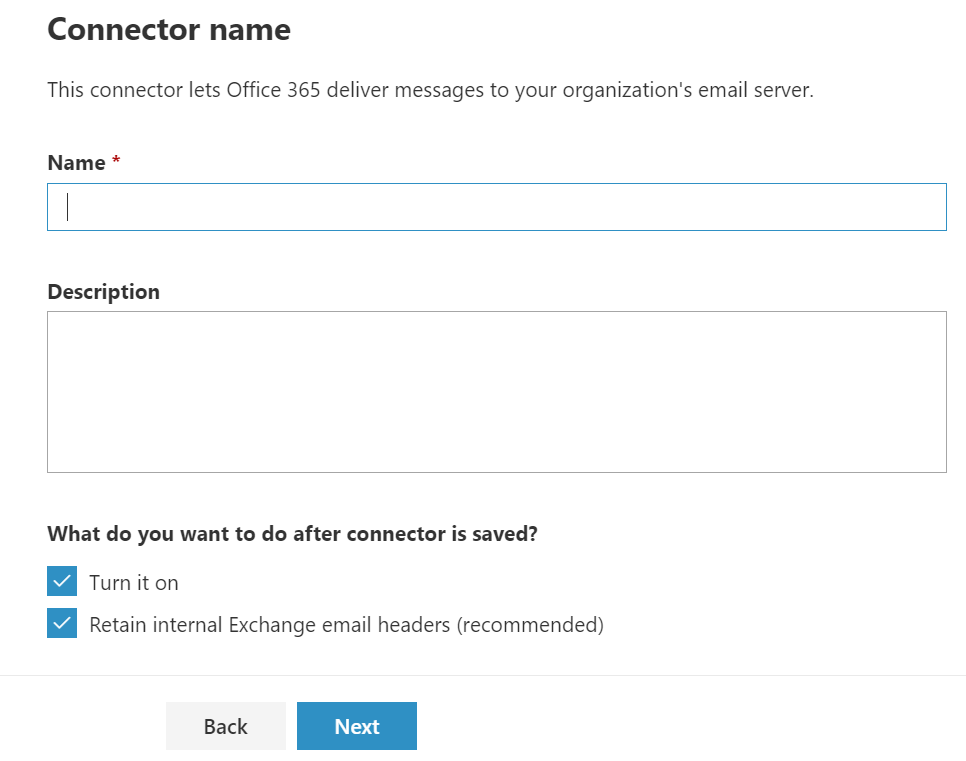 Connector name
This connector lets Office 365 deliver messages to your organization's email server.
Name *
Description
What do you want to do after connector is saved?
Turn it on
Retain internal Exchange email headers (recommended)
Back Next